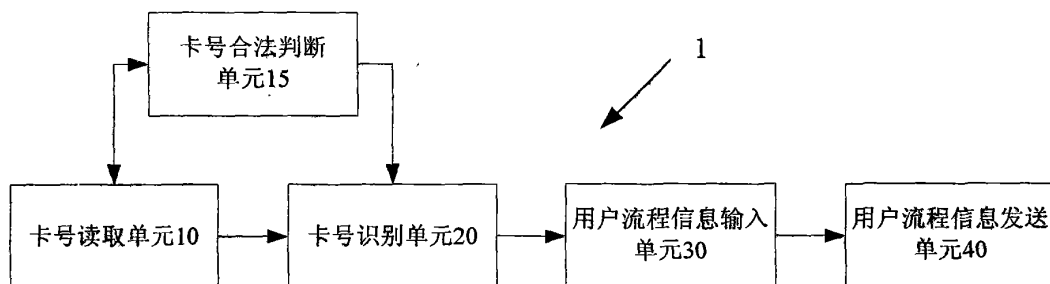 卡号合法判断
单元15
1
卡号读取单元10
卡号识别单元20
用户流程信息输入
单元30
用户流程信息发送
单元40